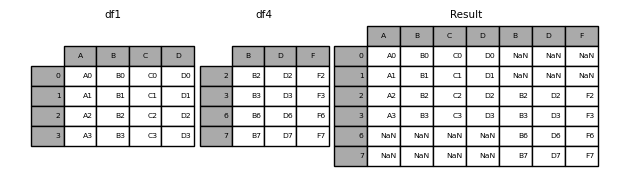 df1 df4 Result
A B C D B D F
A B C D B D F
0 A0 B0 C0 D0 NaN NaN NaN
0 A0 B0 C0 D0 2 B2 D2 F2 1 A1 B1 C1 D1 NaN NaN NaN
1 A1 B1 C1 D1 3 B3 D3 F3 2 A2 B2 C2 D2 B2 D2 F2
2 A2 B2 C2 D2 6 B6 D6 F6 3 A3 B3 C3 D3 B3 D3 F3
3 A3 B3 C3 D3 7 B7 D7 F7 6 NaN NaN NaN NaN B6 D6 F6
7 NaN NaN NaN NaN B7 D7 F7